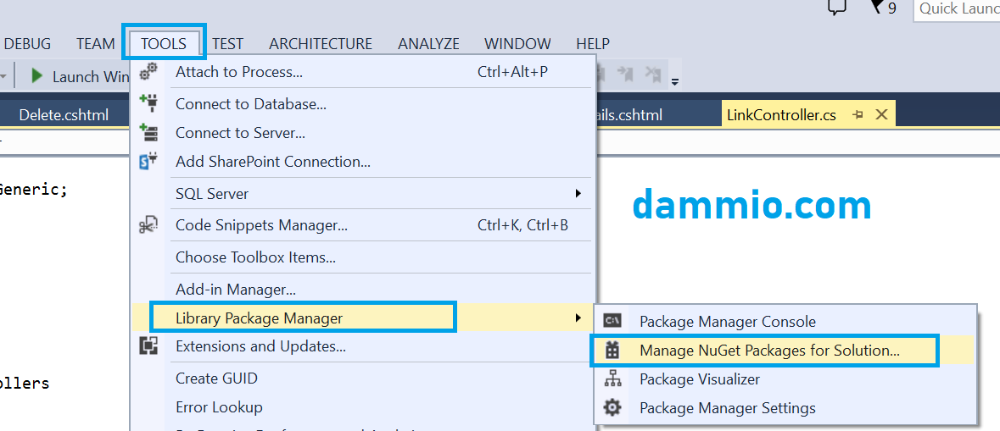 9
Quick Launc
DEBUG TEAM TOOLS TEST ARCHITECTURE ANALYZE WINDOW HELP
Launch Win
Attach to Process... Ctrl+Alt+P
Delete.cshtml
ails.cshtml
LinkController.cs
Connect to Database...
Connect to Server...
Add SharePoint Connection...
Generic;
SQL Server
dammio.com
Code Snippets Manager... Ctrl+K, Ctrl+B
Choose Toolbox Items...
Add-in Manager...
Library Package Manager
Package Manager Console
Extensions and Updates...
Manage NuGet Packages for Solution...
Create GUID
Package Visualizer
ollers
Error Lookup
Package Manager Settings